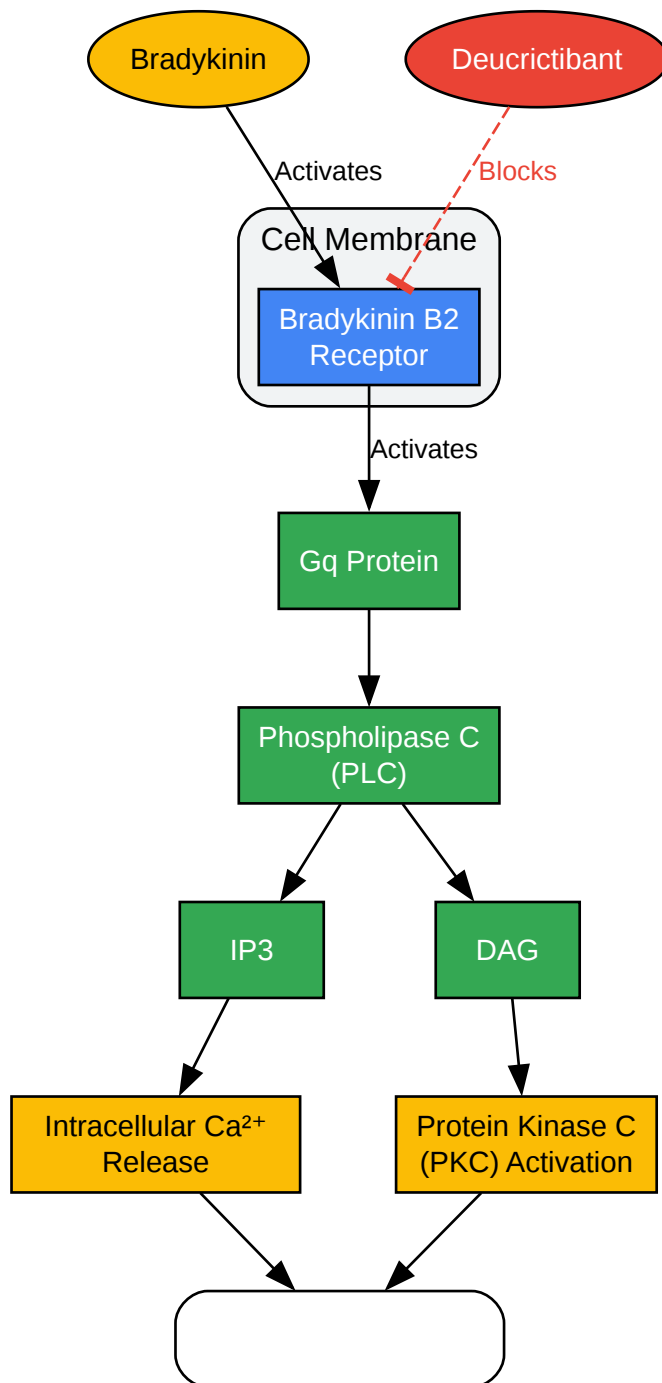 Bradykinin
Deucrictibant
Activates
Blocks
Cell Membrane
Bradykinin B2
Receptor
Activates
Gq Protein
Phospholipase C
(PLC)
IP3
DAG
Intracellular Ca²⁺
Release
Protein Kinase C
(PKC) Activation